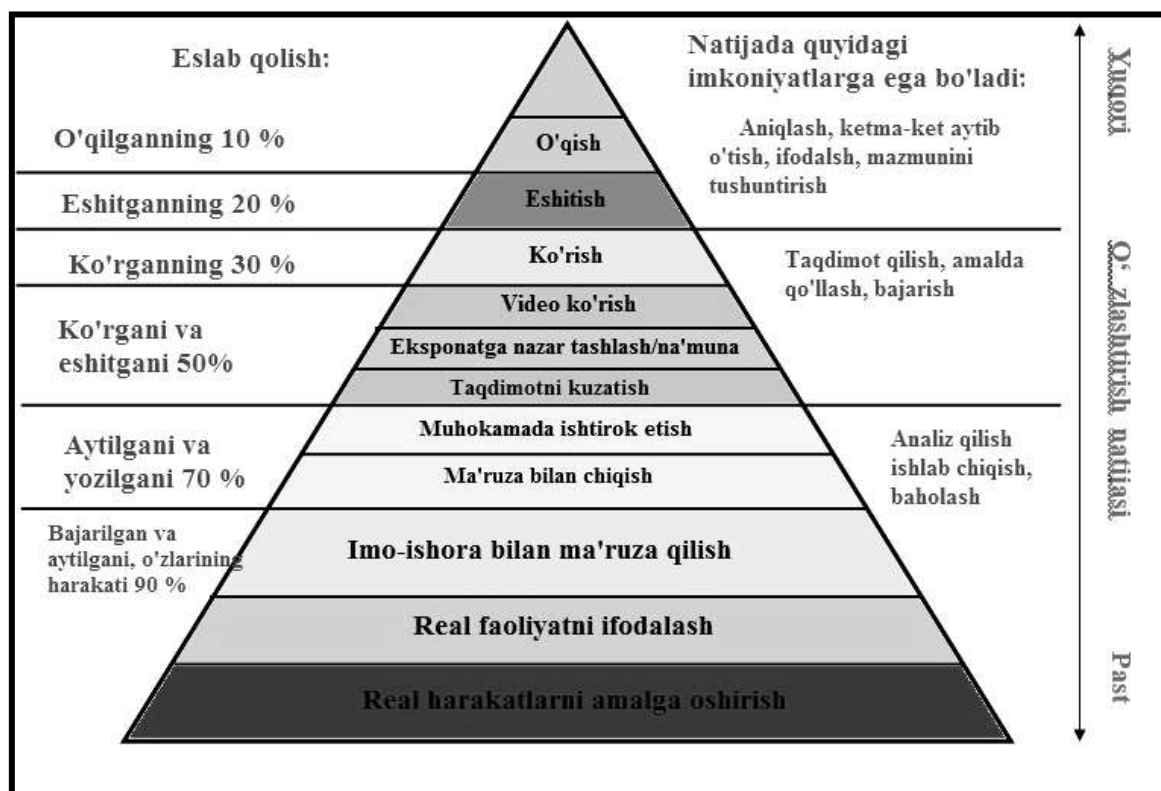 Eslab qolish:
O'qilganning 10 %
Eshitganning 20 %
Ko'rganning 30 %
Ko'rgani va
eshitgani 50%
Aytilgani va
yozilgani 70 %
Bajarilgan va
aytilgani, o'zlarining
harakati 90 %
O'qish
Eshitish
Ko'rish
Video ko'rish
Eksponatga nazar tashlash/na'muna
Taqdimotni kuzatish
Muhokamada ishtirok etish
Ma'ruza bilan chiqish
Imo-ishora bilan ma'ruza qilish
Real faoliyatni ifodalash
Real harakatlarni amalga oshirish
Natijada quyidagi
imkoniyatlarga ega bo'ladi:
Aniqlash, ketma-ket aytib
o'tish, ifodalsh, mazmunini
tushuntirish
Taqdimot qilish, amalda
qo'llash, bajarish
Analiz qilish
ishlab chiqish,
baholash
Yuqori
O‘ zlashtirish natijasi
Past